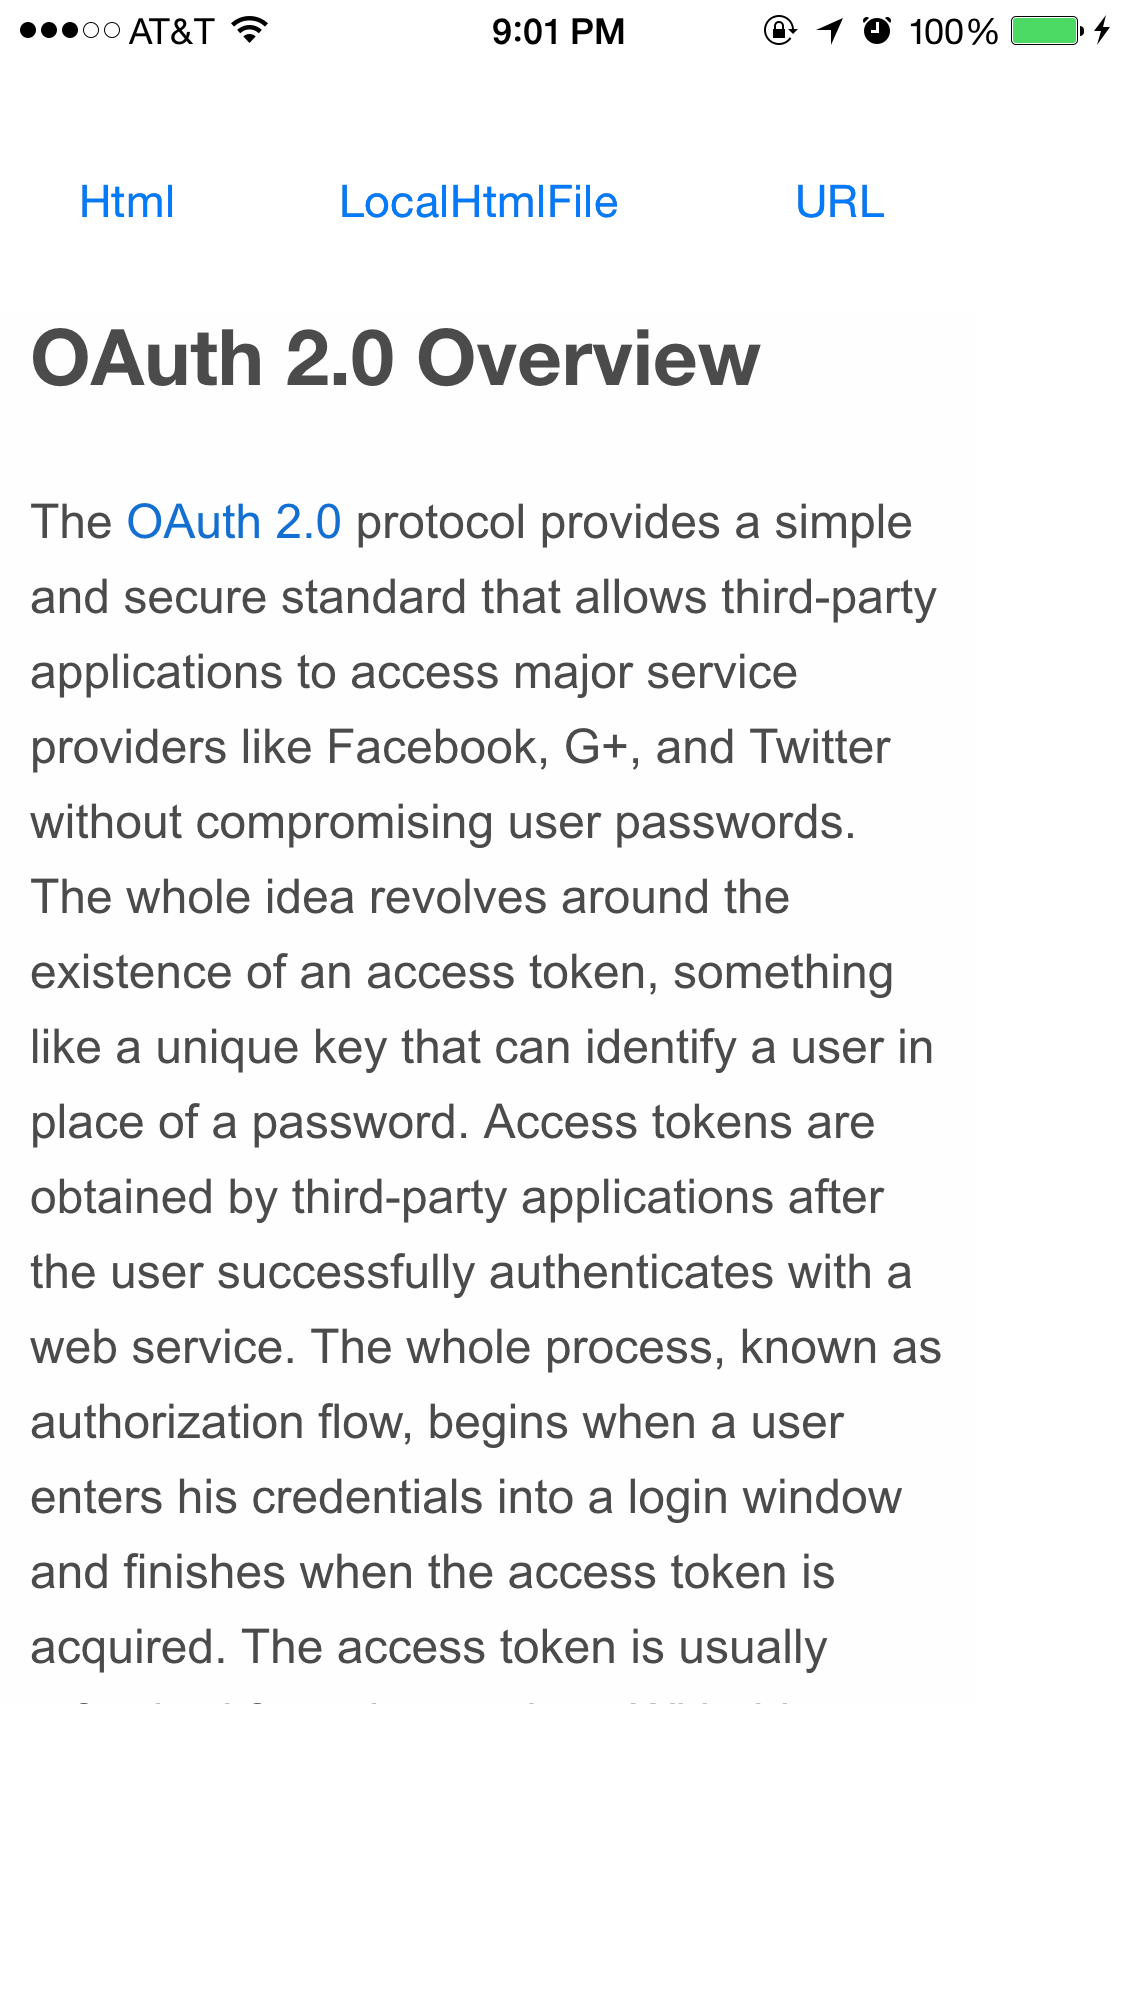 AT&T 9:01 PM 100%
Html LocalHtmlFile URL
OAuth 2.0 Overview
The OAuth 2.0 protocol provides a simple
and secure standard that allows third-party
applications to access major service
providers like Facebook, G+, and Twitter
without compromising user passwords.
The whole idea revolves around the
existence of an access token, something
like a unique key that can identify a user in
place of a password. Access tokens are
obtained by third-party applications after
the user successfully authenticates with a
web service. The whole process, known as
authorization flow, begins when a user
enters his credentials into a login window
and finishes when the access token is
acquired. The access token is usually